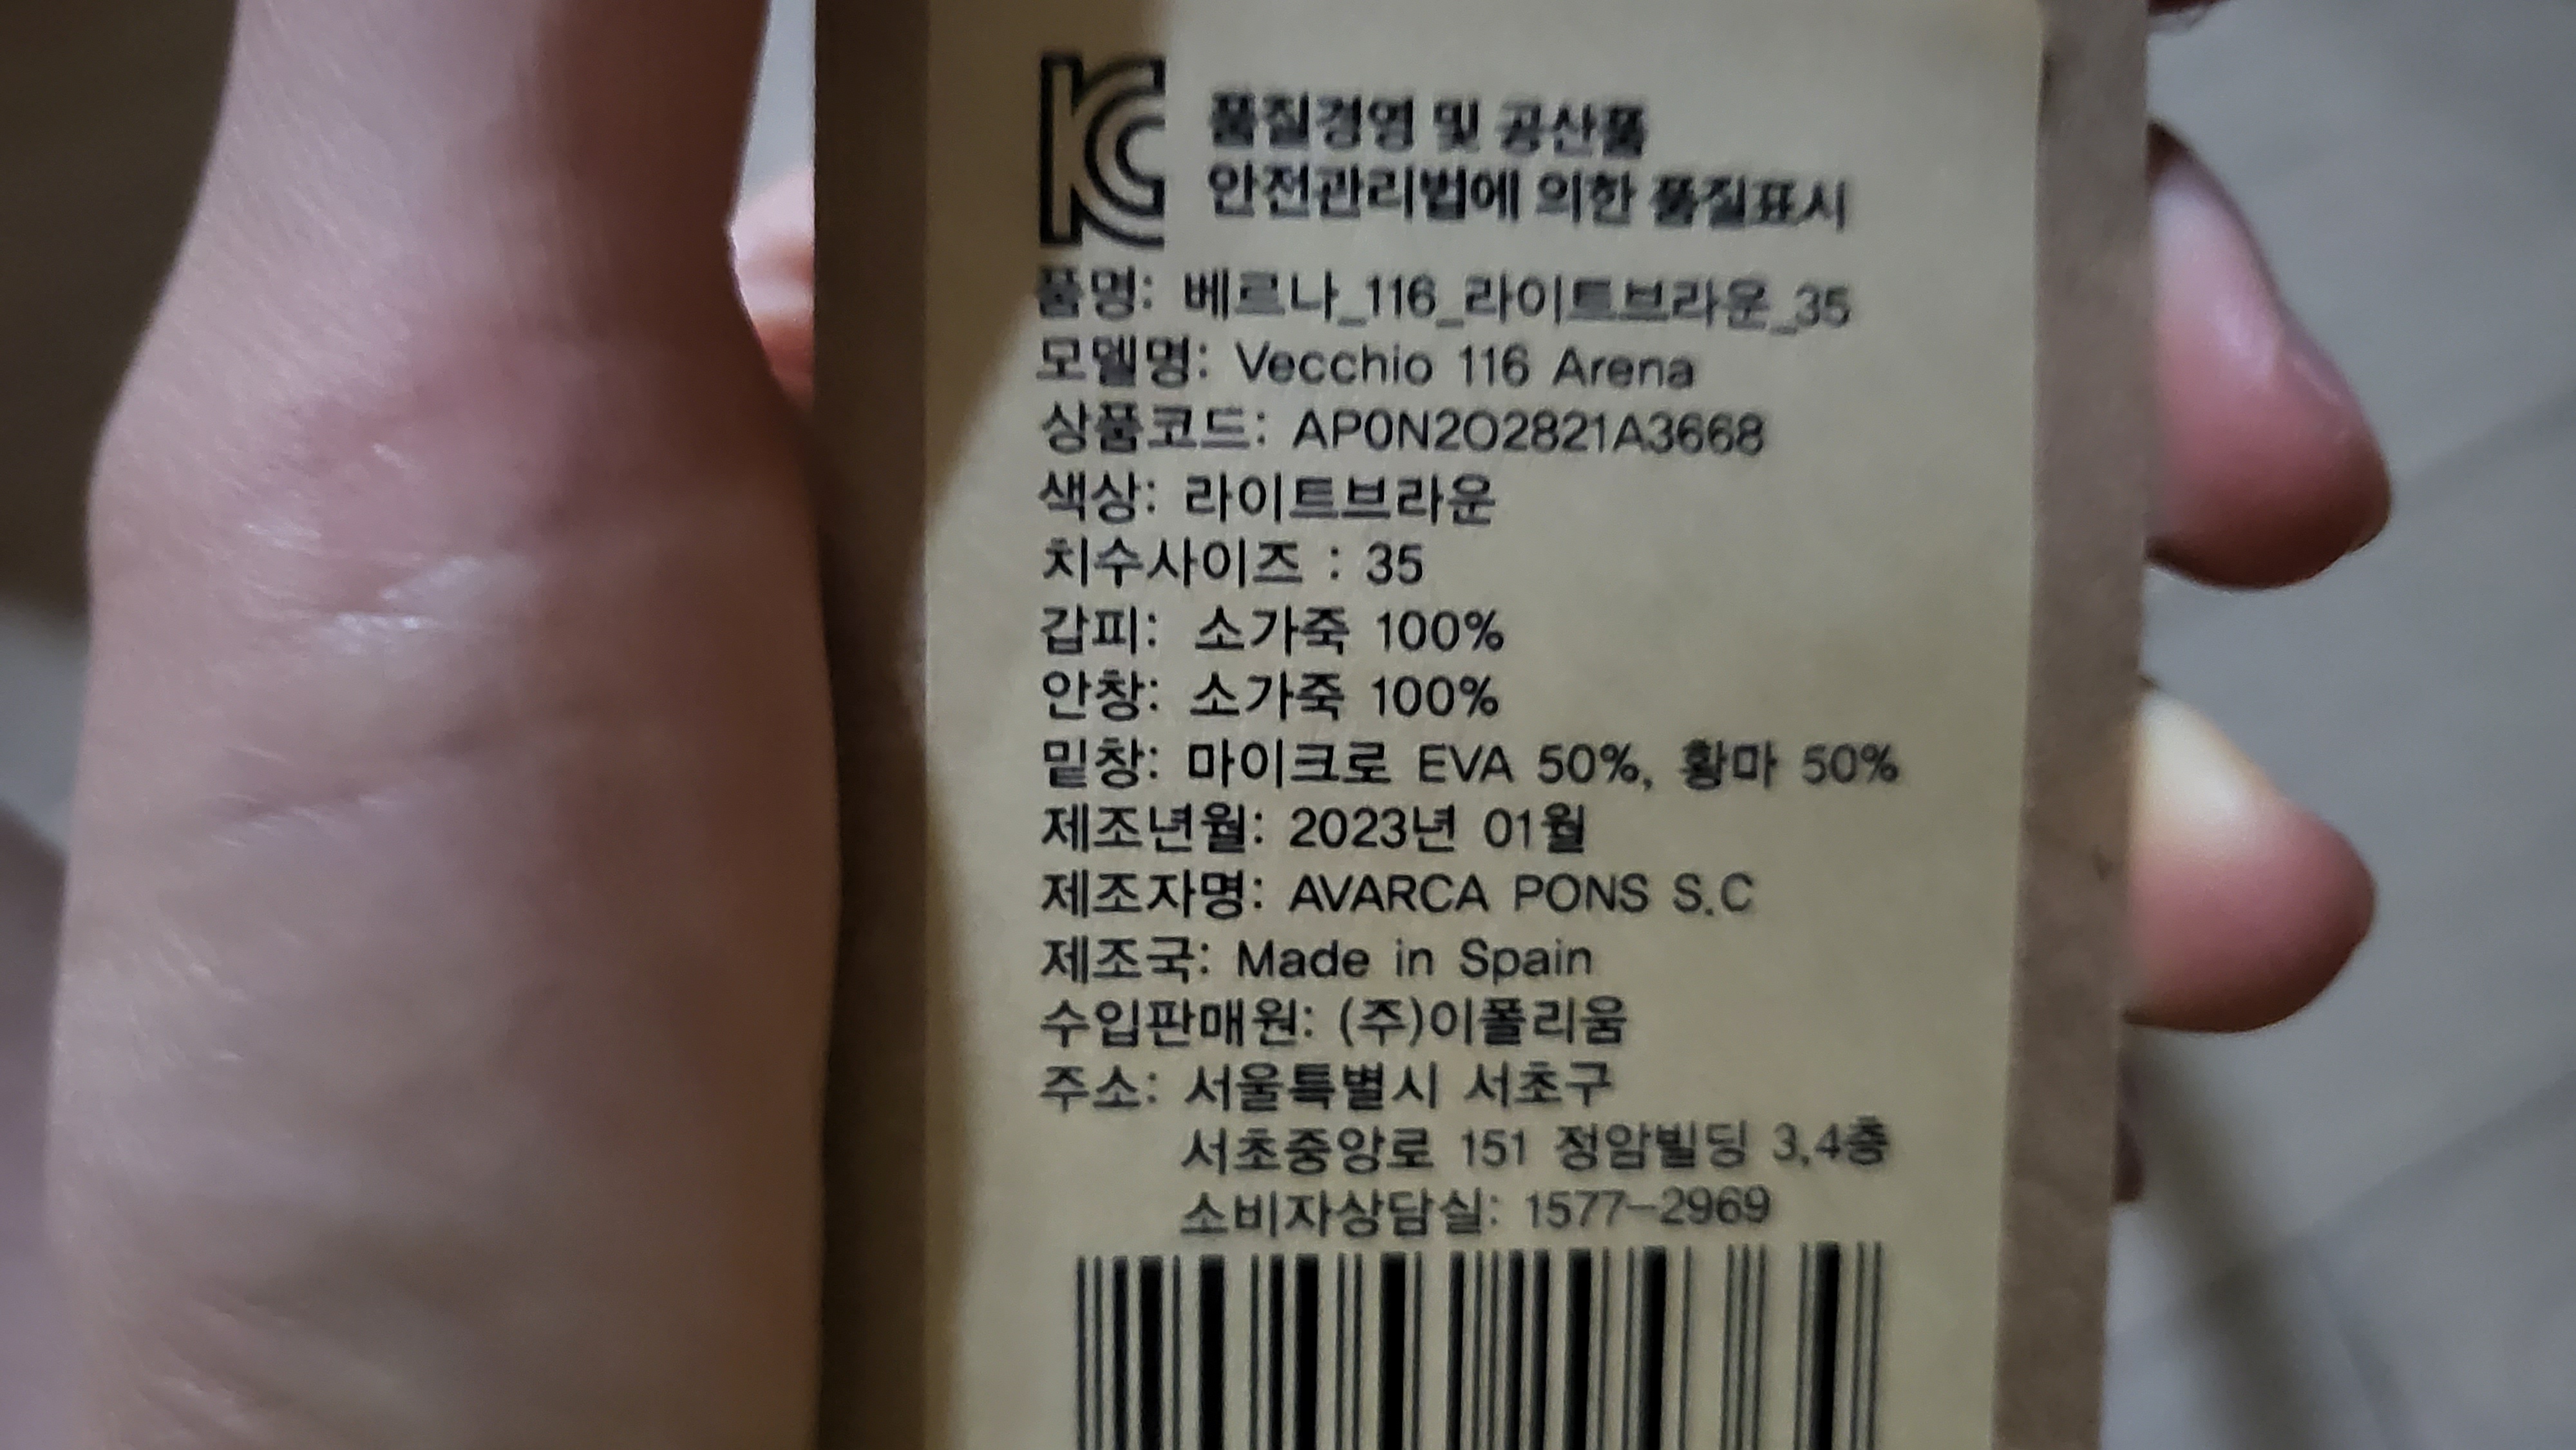 KC
품질경영 및 공산품
안전관리법에 의한 품질표시
품명: 베르나_116_라이트브라운_35
모델명: Vecchio 116 Arena
상품코드: AP0N2O2821A3668
색상: 라이트브라운
치수사이즈 : 35
갑피: 소가죽 100%
안창: 소가죽 100%
밑창: 마이크로 EVA 50%, 황마 50%
제조년월: 2023년 01월
제조자명: AVARCA PONS S.C
제조국: Made in Spain
수입판매원: (주)이폴리움
주소: 서울특별시 서초구
서초중앙로 151 정암빌딩 3,4층
소비자상담실: 1577-2969